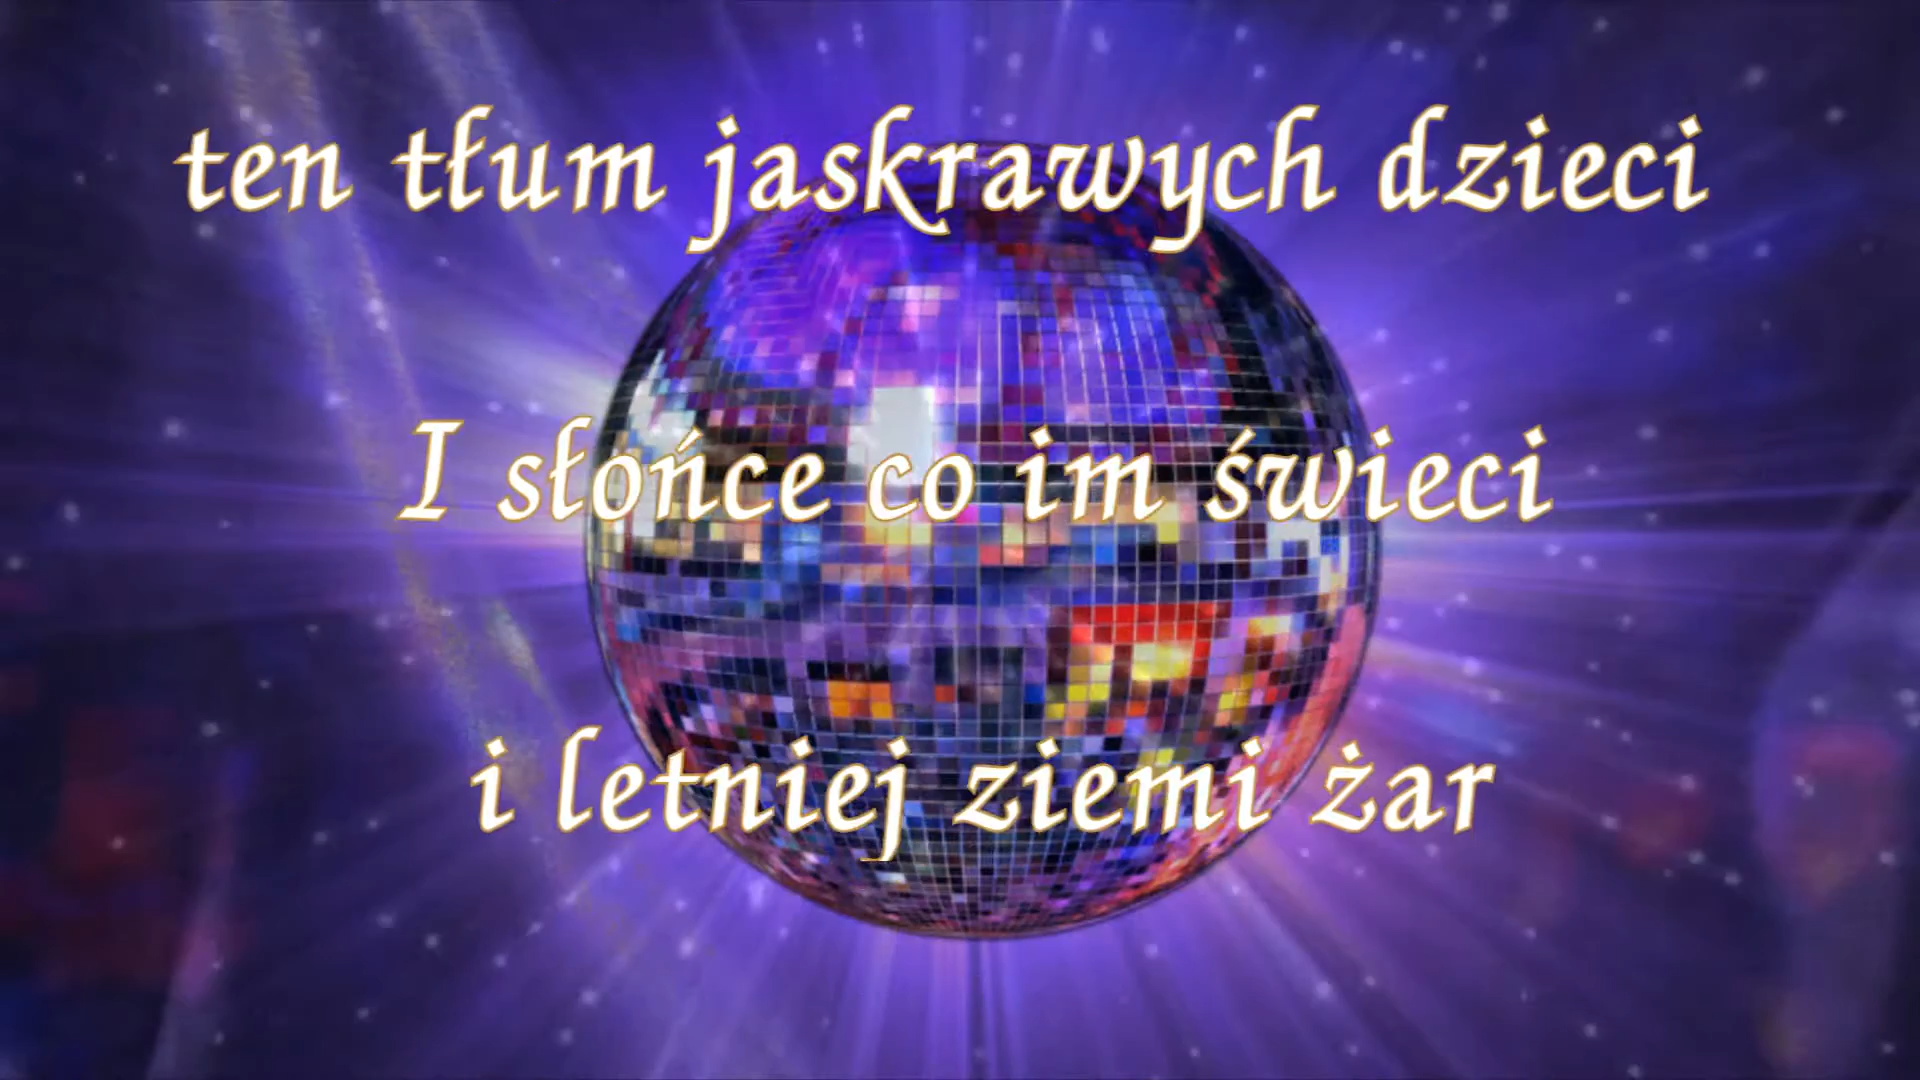 ten tłum jaskrawych dzieci
I słońce co im świeci
i letniej ziemi żar